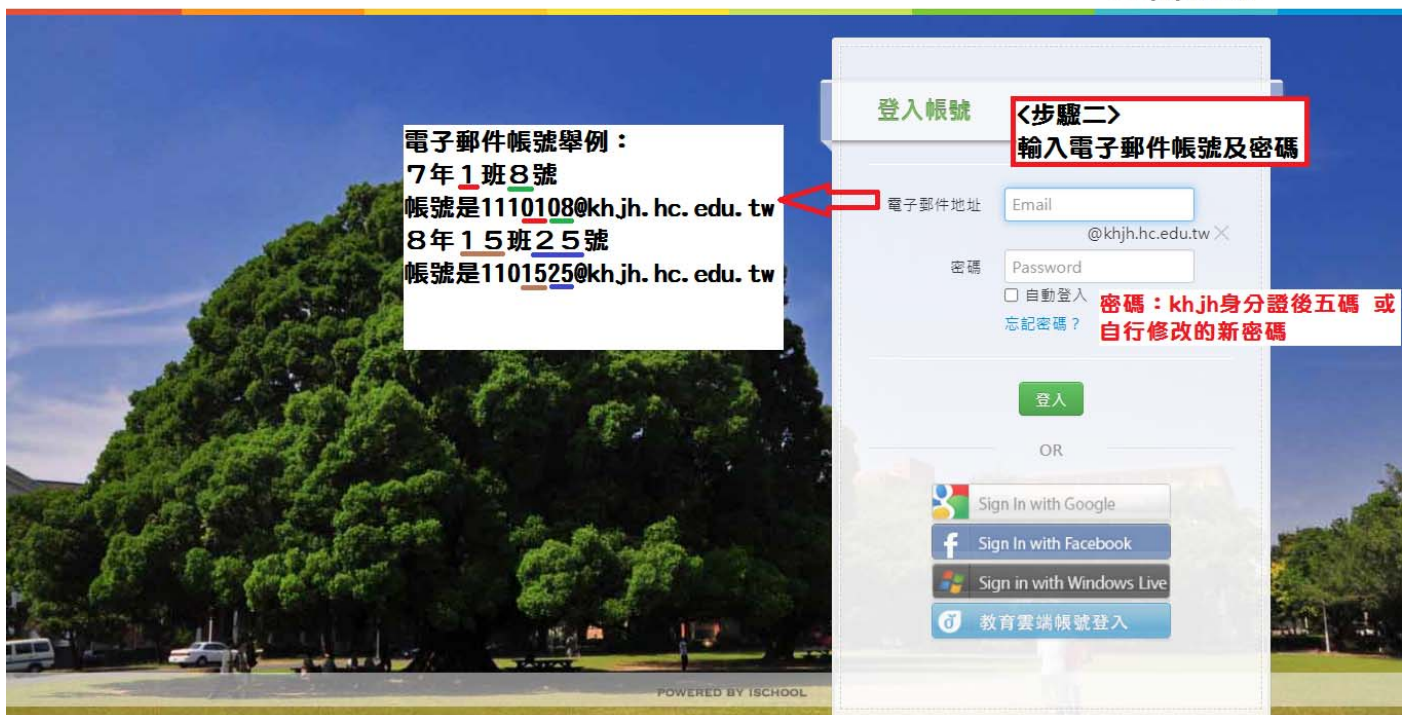 登入帳號
<步驟二>
輸入電子郵件帳號及密碼
電子郵件帳號舉例：
7年1班8號
帳號是1110108@khjh.hc.edu.tw
8年15班25號
帳號是1101525@khjh.hc.edu.tw
電子郵件地址 Email
@khjh.hc.edu.tw
密碼 Password
自動登入
忘記密碼？
密碼：khjh身分證後五碼 或
自行修改的新密碼
登入
OR
Sign In with Google
Sign In with Facebook
Sign in with Windows Live
教育雲端帳號登入
POWERED BY ISCHOOL